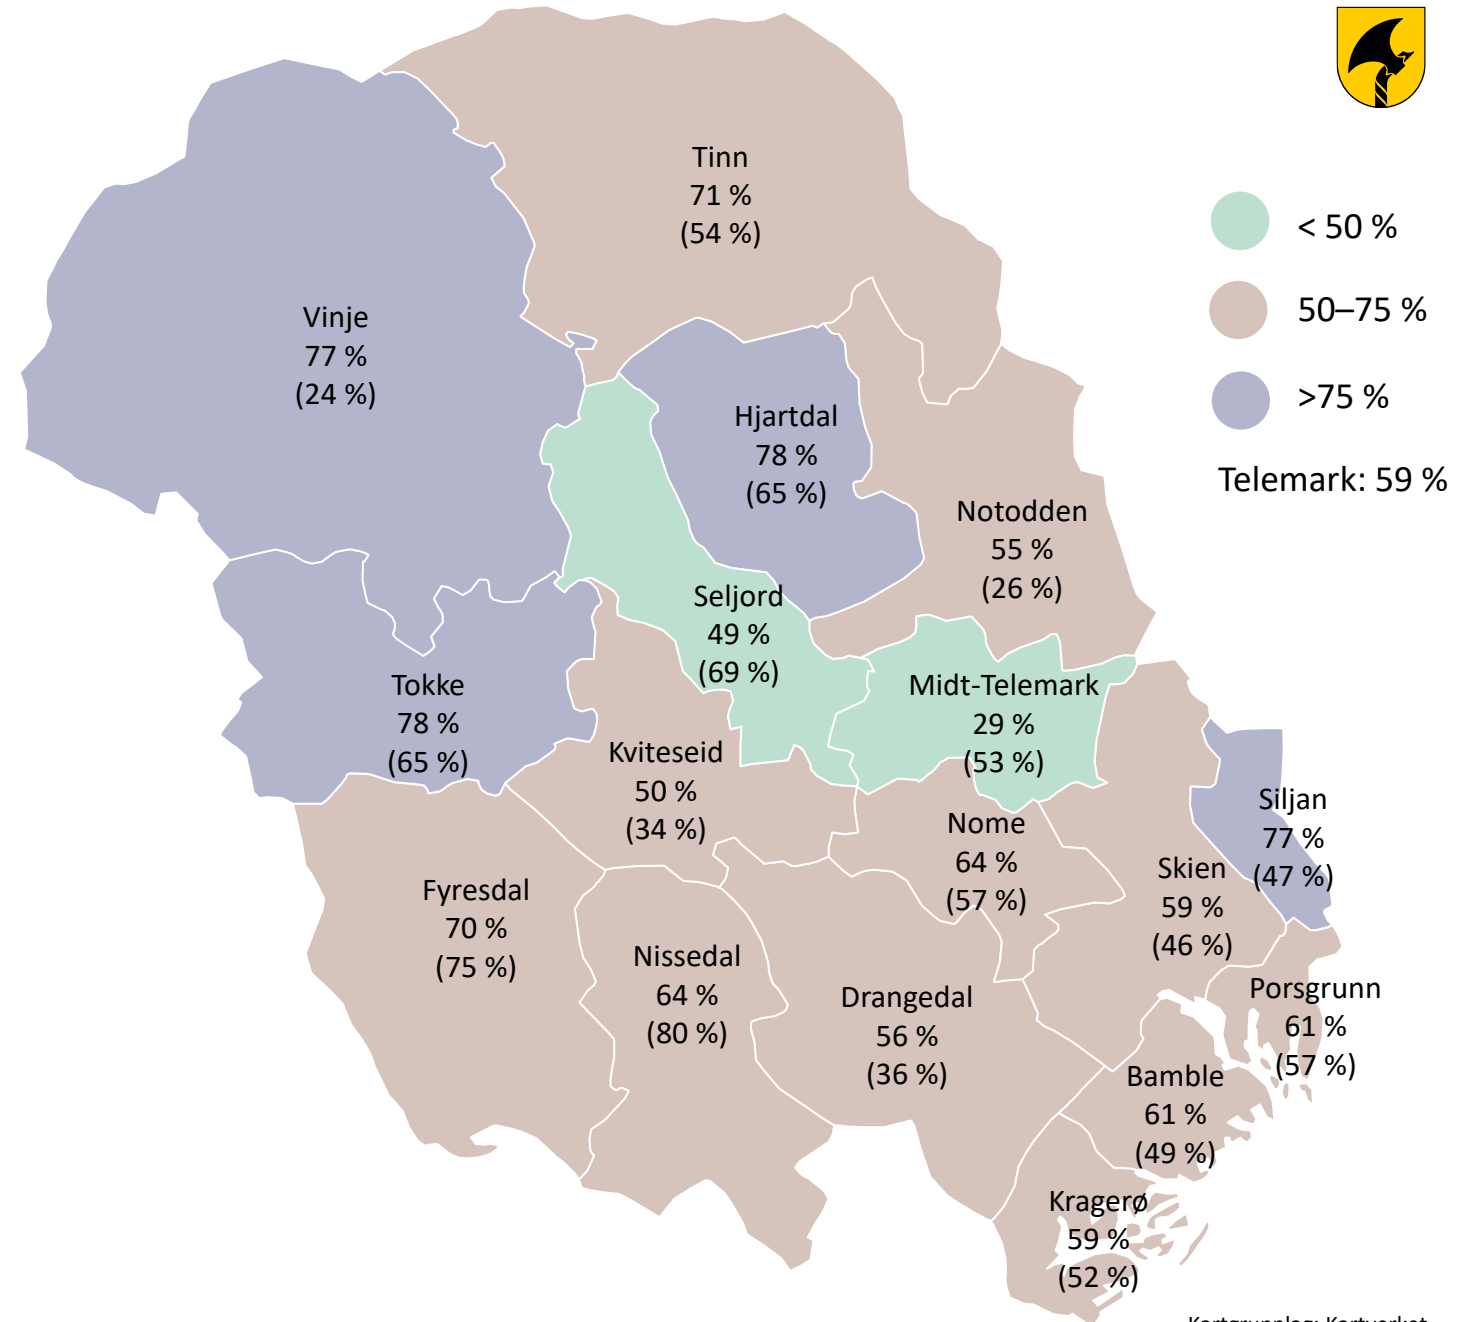 Tinn
71 %
(54 %)
< 50 %
50–75 %
>75 %
Telemark: 59 %
Vinje
77 %
(24 %)
Hjartdal
78 %
(65 %)
Notodden
55 %
(26 %)
Seljord
49 %
(69 %)
Midt-Telemark
29 %
(53 %)
Tokke
78 %
(65 %)
Kviteseid
50 %
(34 %)
Nome
64 %
(57 %)
Siljan
77 %
(47 %)
Skien
59 %
(46 %)
Fyresdal
70 %
(75 %)
Nissedal
64 %
(80 %)
Drangedal
56 %
(36 %)
Porsgrunn
61 %
(57 %)
Bamble
61 %
(49 %)
Kragerø
59 %
(52 %)
Kartgrunnlag: Kartverket